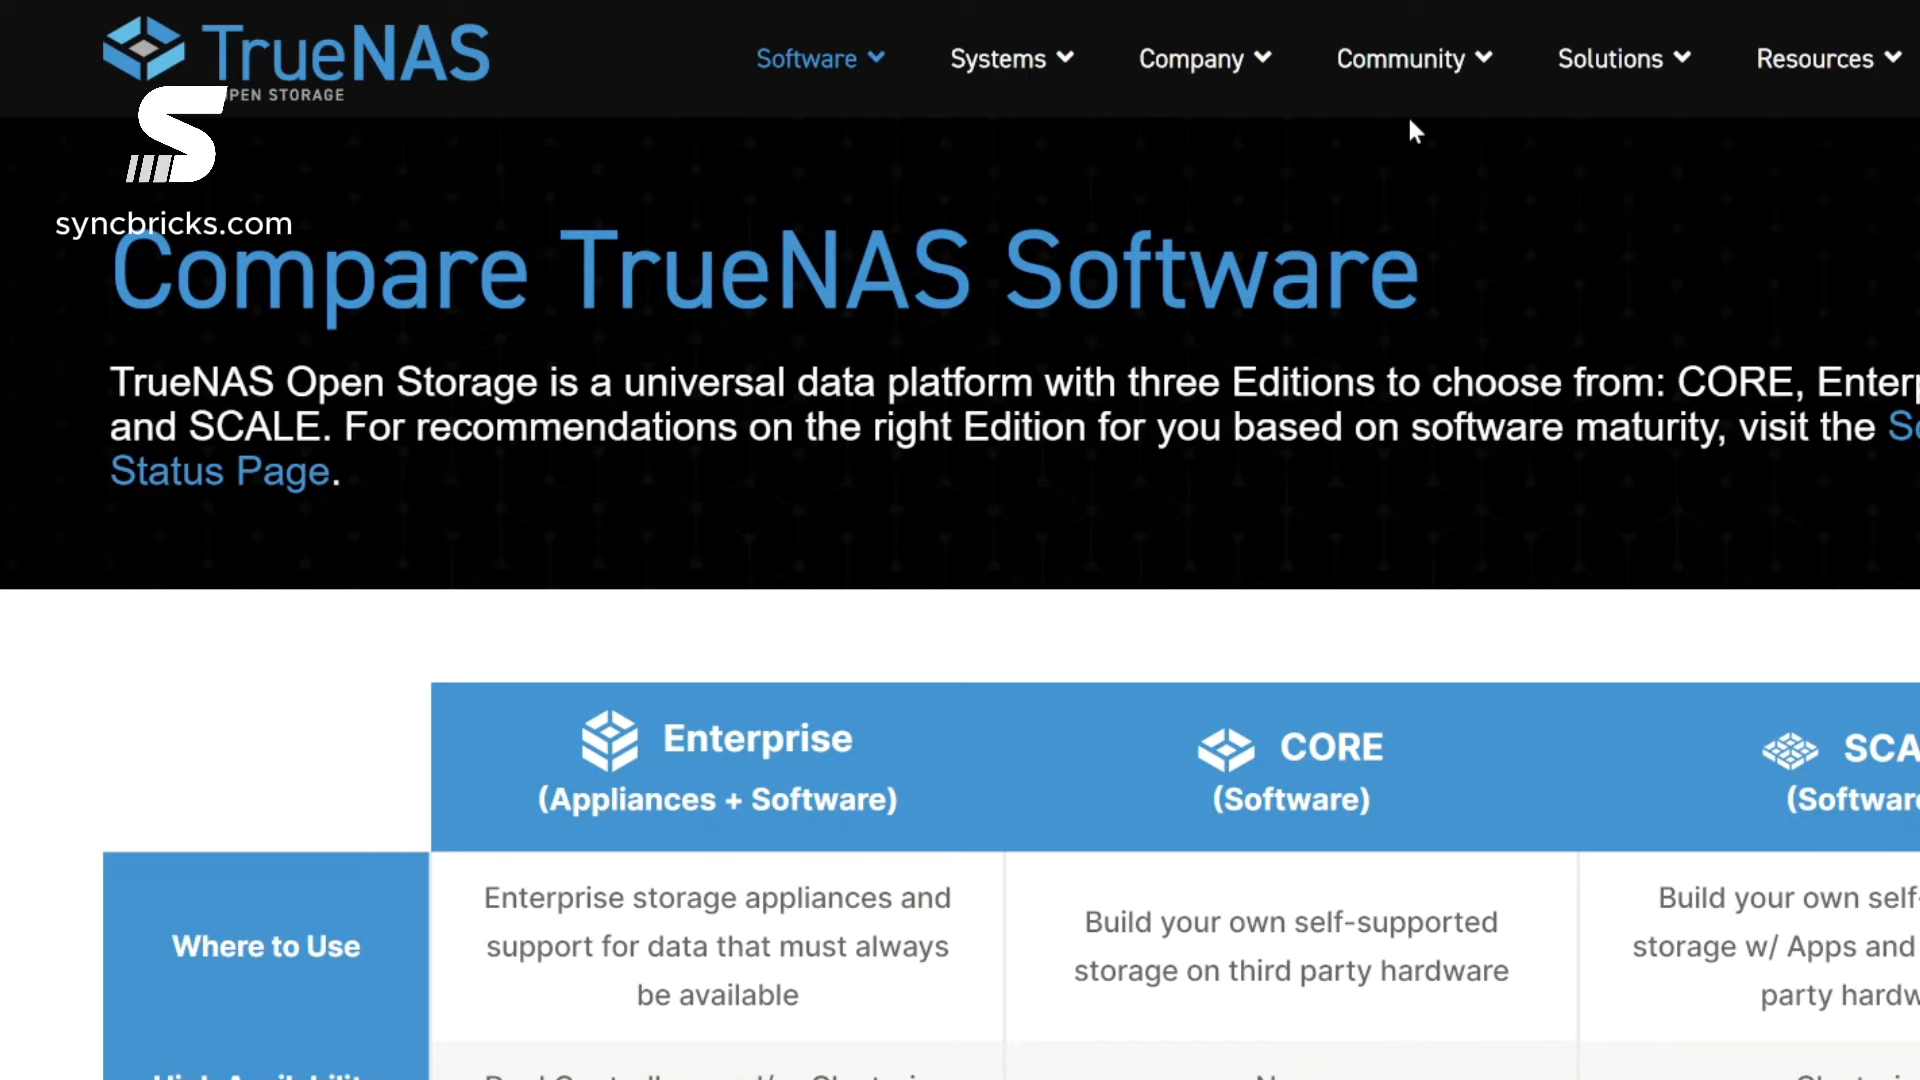 TrueNAS
OPEN STORAGE
Software
Systems
Company
Community
Solutions
Resources
S
syncbricks.com
Compare TrueNAS Software
TrueNAS Open Storage is a universal data platform with three Editions to choose from: CORE,
and SCALE. For recommendations on the right Edition for you based on software maturity, visit the
Status Page.
Enterprise
(Appliances + Software)
CORE
(Software)
Where to Use
Enterprise storage appliances and
support for data that must always
be available
Build your own self-supported
storage on third party hardware
Build your own self-
storage w/ Apps and
party